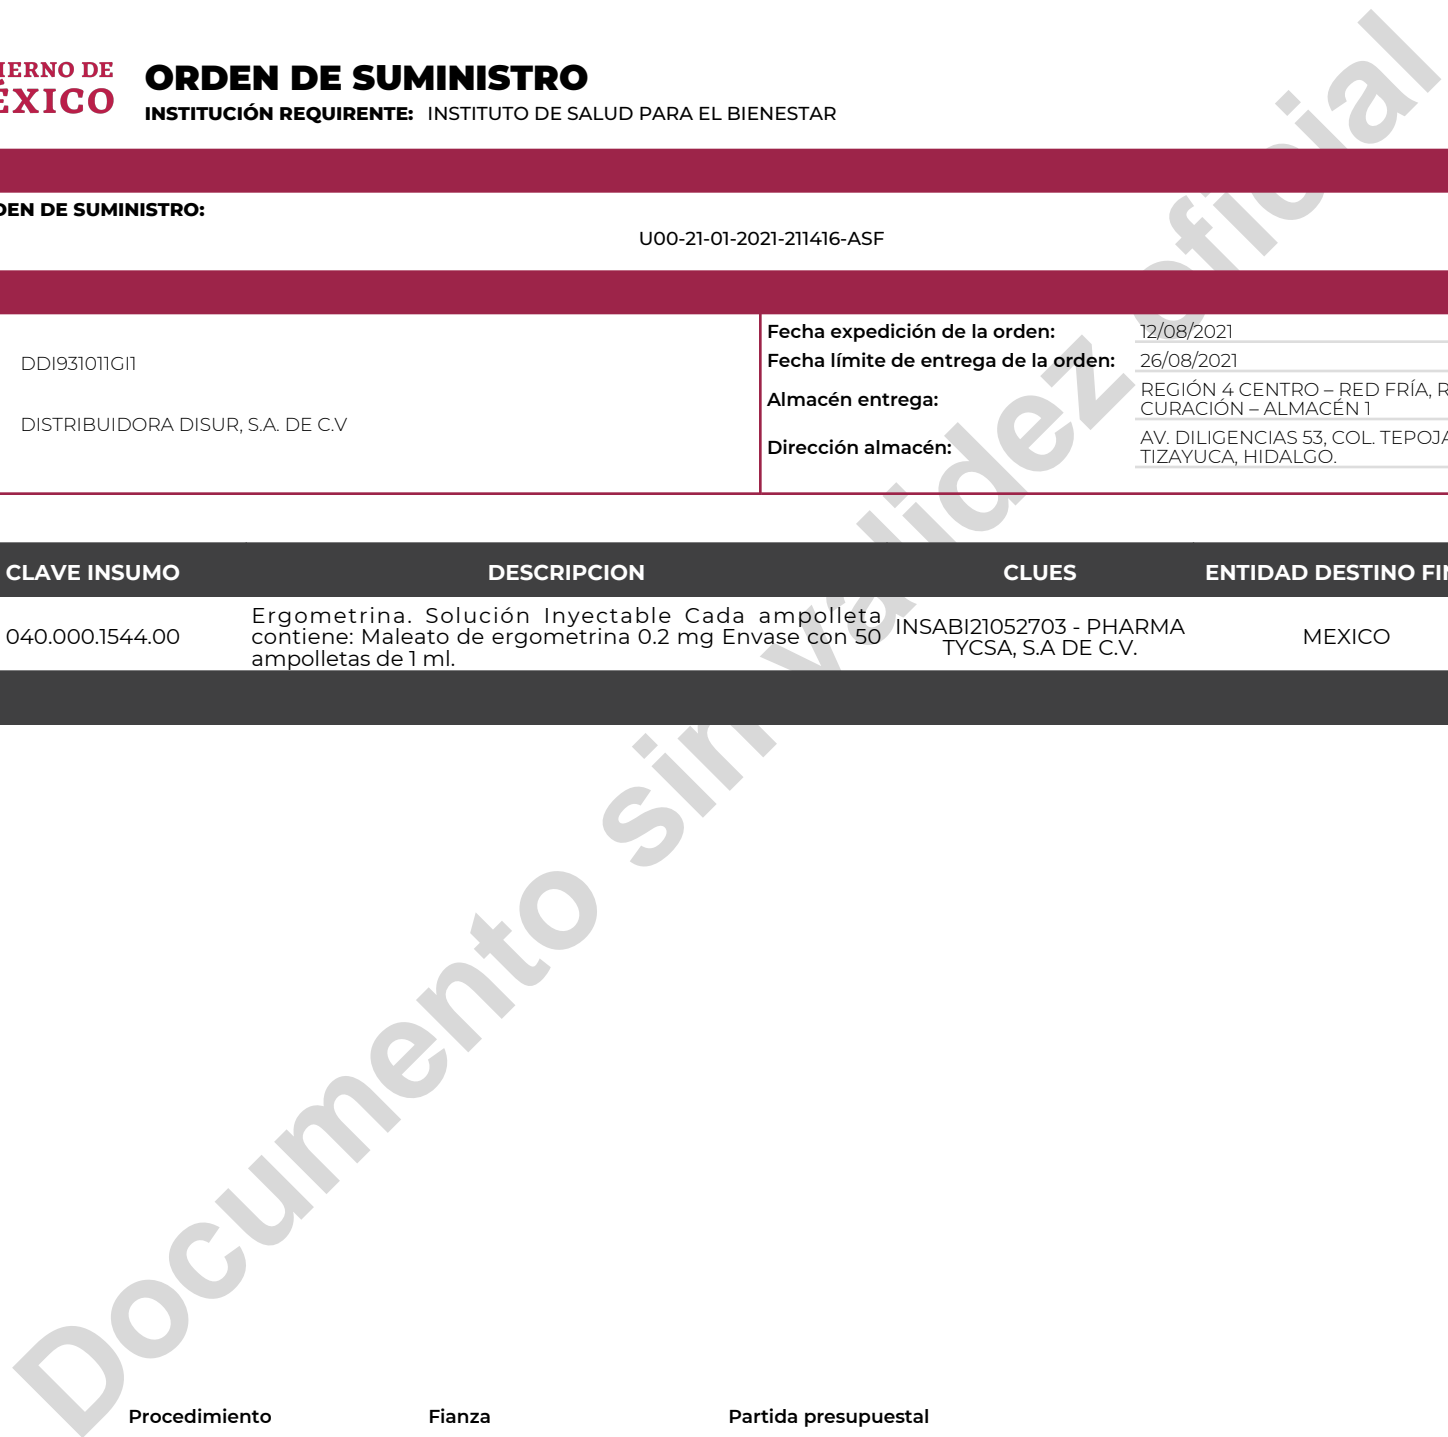 IERNO DE
ÉXICO
ORDEN DE SUMINISTRO
INSTITUCIÓN REQUIRENTE: INSTITUTO DE SALUD PARA EL BIENESTAR
DEN DE SUMINISTRO:
U00-21-01-2021-211416-ASF
DDI931011GI1
DISTRIBUIDORA DISUR, S.A. DE C.V
Fecha expedición de la orden: 12/08/2021
Fecha límite de entrega de la orden: 26/08/2021
Almacén entrega: REGIÓN 4 CENTRO – RED FRÍA, R
CURACIÓN – ALMACÉN 1
Dirección almacén: AV. DILIGENCIAS 53, COL. TEPOJA
TIZAYUCA, HIDALGO.
CLAVE INSUMO DESCRIPCION CLUES ENTIDAD DESTINO FIN
040.000.1544.00
Ergometrina. Solución Inyectable Cada ampolleta
contiene: Maleato de ergometrina 0.2 mg Envase con 50
ampolletas de 1 ml.
INSABI21052703 - PHARMA
TYCSA, S.A DE C.V.
MEXICO
Documento sin validez oficial
Procedimiento Fianza Partida presupuestal